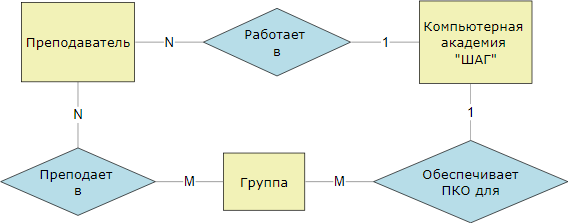 Преподаватель
N
Работает
в
1
Компьютерная
академия
"ШАГ"
N
1
Преподает
в
M
Группа
M
Обеспечивает
ПКО для